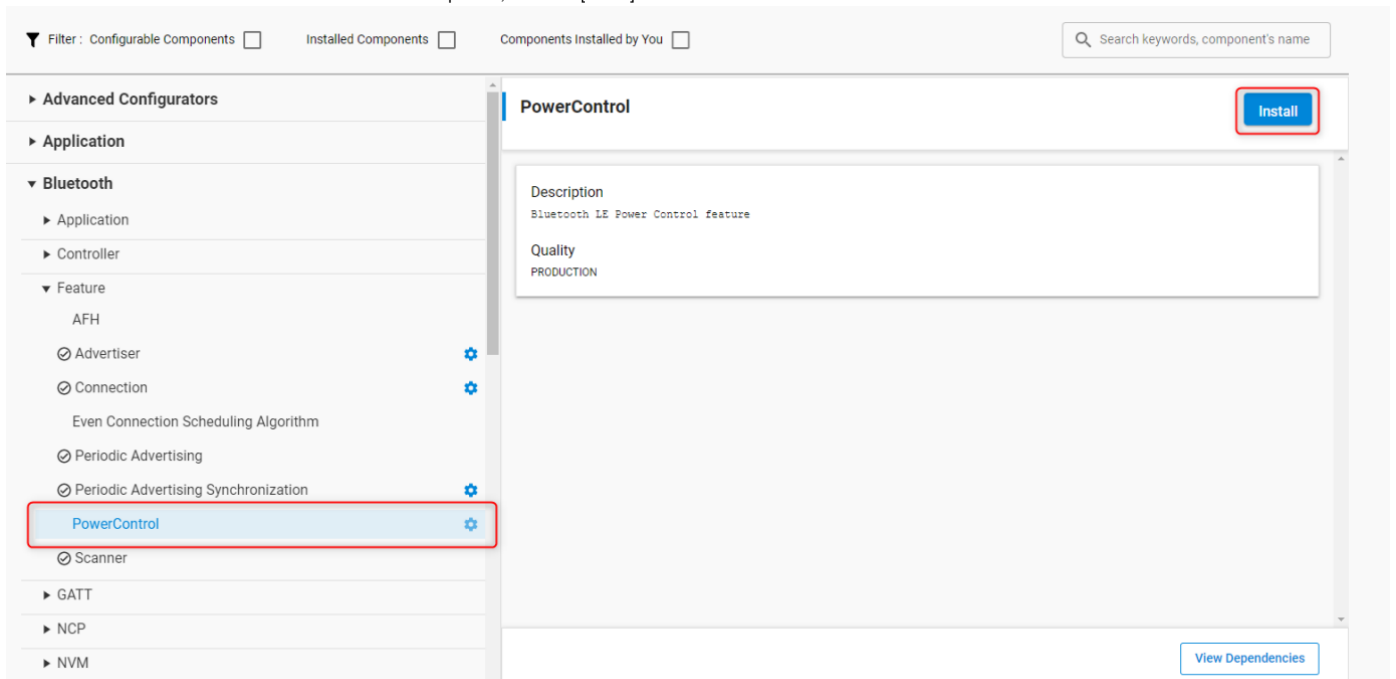 Filter : Configurable Components
Installed Components
Components Installed by You
Search keywords, component's name
Advanced Configurators
Application
Bluetooth
Application
Controller
Feature
AFH
Advertiser
Connection
Even Connection Scheduling Algorithm
Periodic Advertising
Periodic Advertising Synchronization
PowerControl
Scanner
GATT
NCP
NVM
PowerControl
Install
Description
Bluetooth LE Power Control feature
Quality
PRODUCTION
View Dependencies